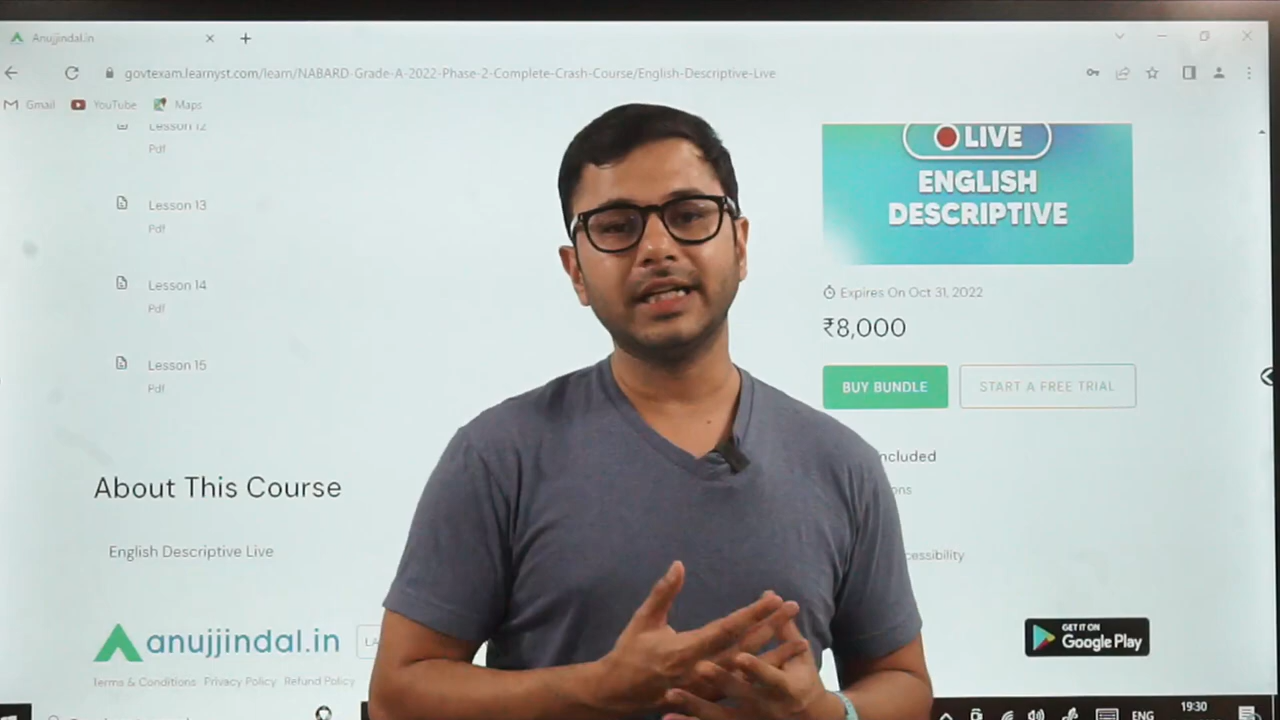 Anujjindal.in
govtexam.learnyst.com/learn/NABARD-Grade-A-2022-Phase-2-Complete-Crash-Course/English-Descriptive-Live
Gmail YouTube Maps
Lesson 12
Pdf
Lesson 13
Pdf
Lesson 14
Pdf
Lesson 15
Pdf
About This Course
English Descriptive Live
anujjindal.in
Terms & Conditions Privacy Policy Refund Policy
LIVE
ENGLISH
DESCRIPTIVE
Expires On Oct 31, 2022
₹8,000
BUY BUNDLE START A FREE TRIAL
GET IT ON
Google Play
19:30
ENG